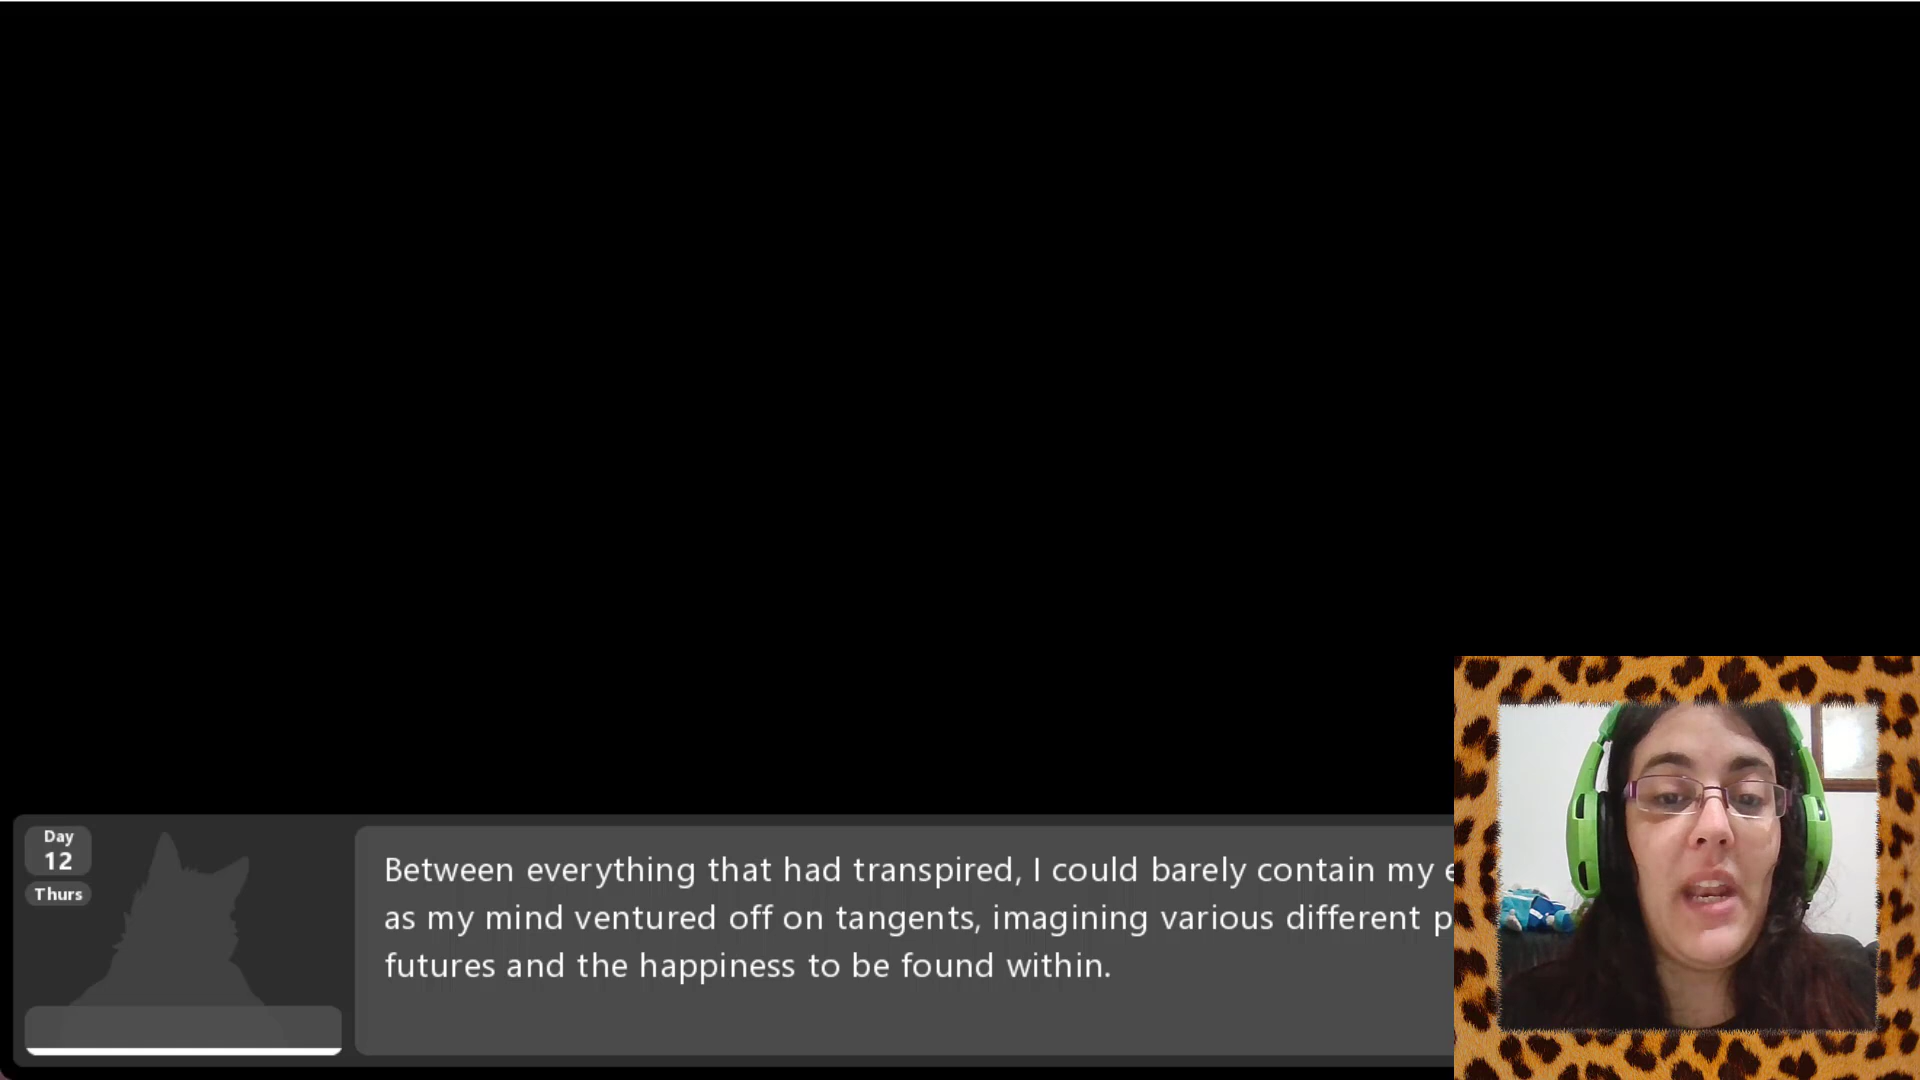 Day
12
Thurs
Between everything that had transpired, I could barely contain my
as my mind ventured off on tangents, imagining various different
futures and the happiness to be found within.